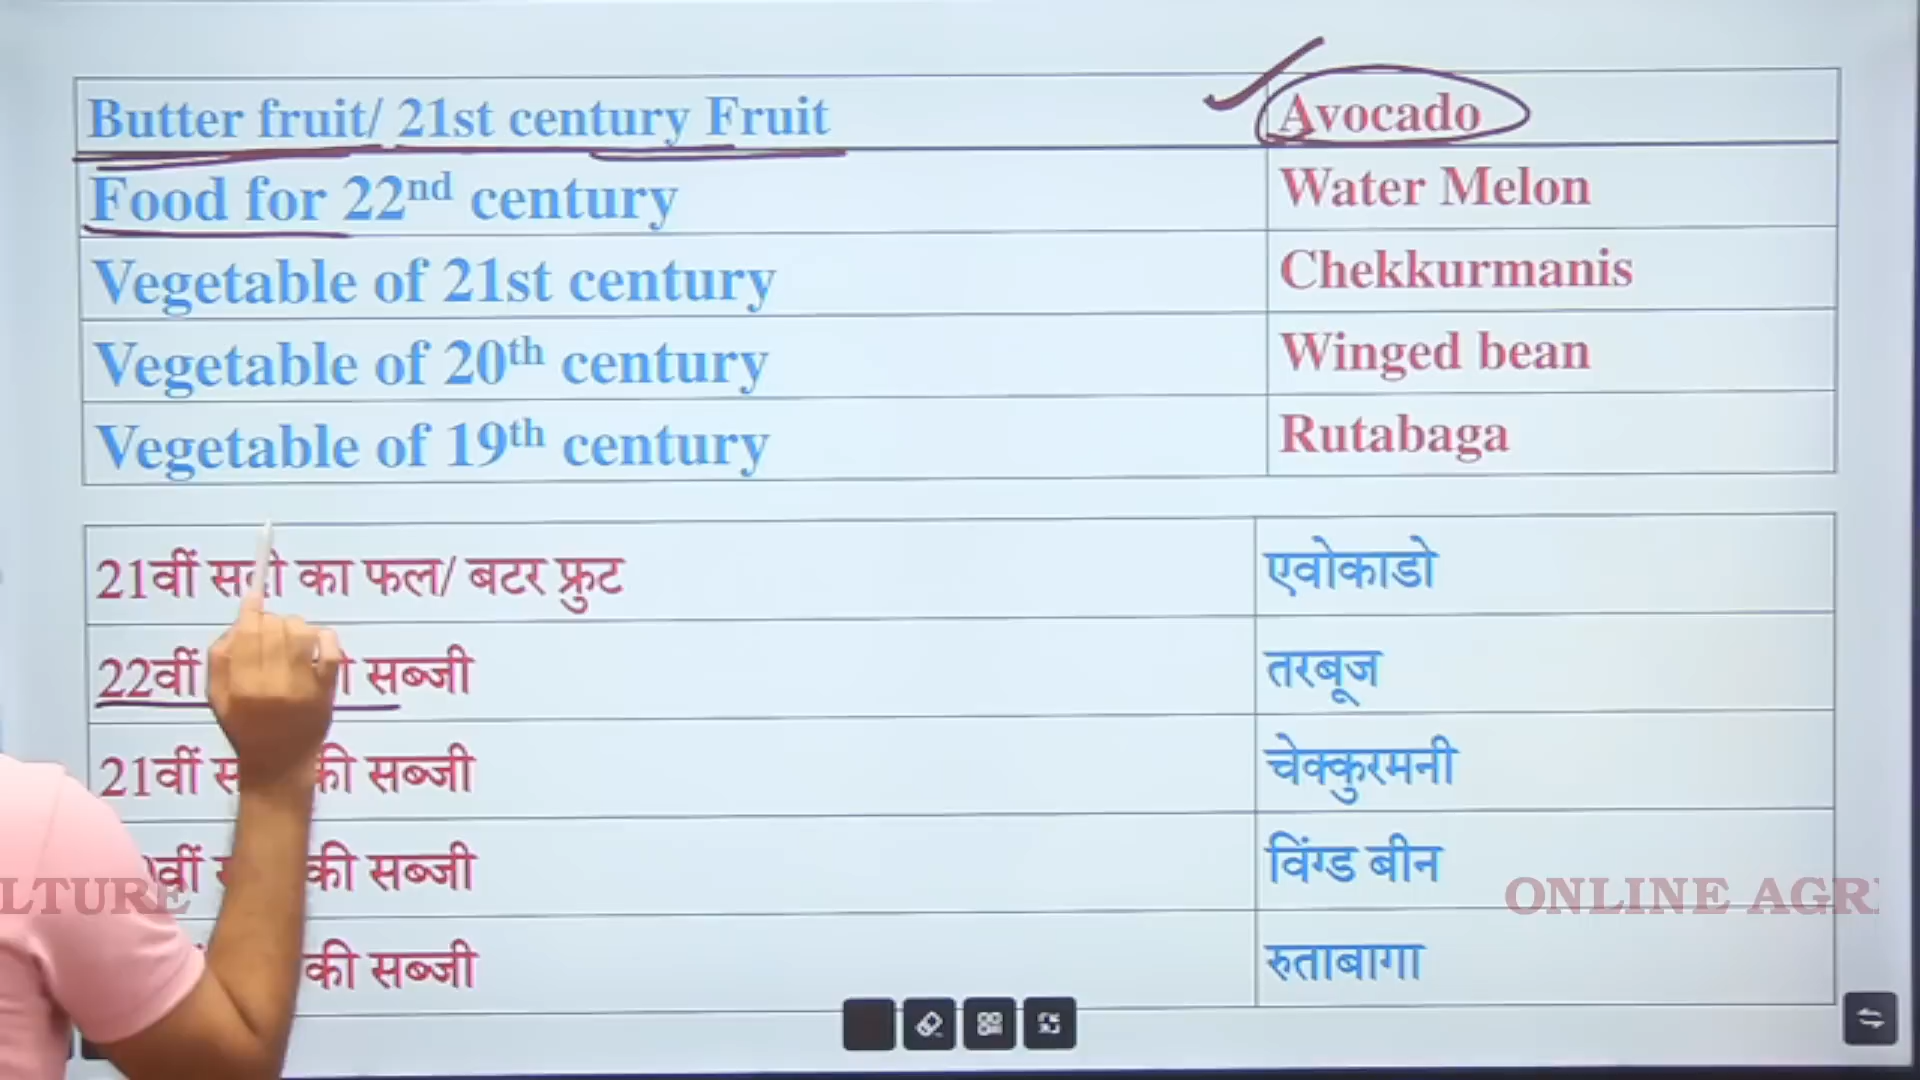 Butter fruit/ 21st century Fruit Avocado
Food for 22nd century Water Melon
Vegetable of 21st century Chekkurmanis
Vegetable of 20th century Winged bean
Vegetable of 19th century Rutabaga
21वीं सदी का फल/ बटर फ्रुट एवोकाडो
22वीं सब्जी तरबूज
21वीं की सब्जी चेक्कुरमनी
की सब्जी विंग्ड बीन
LTURE ONLINE AGRI
की सब्जी रुताबागा